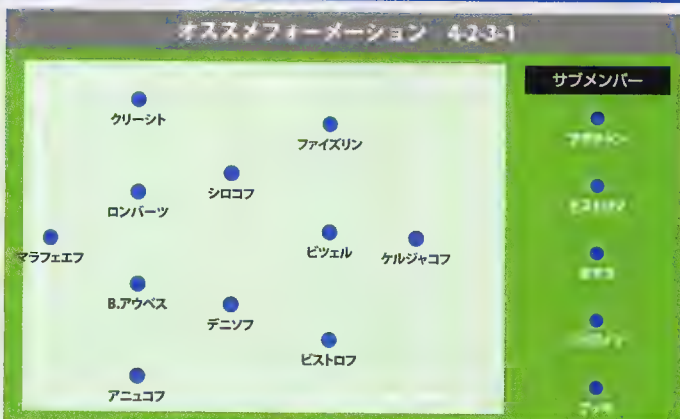 オススメフォーメーション 4-2-3-1
サブメンバー
クリーシト
ファイズリン
シロコフ
ロンバーツ
マラフェエフ
ビツェル
ケルジャコフ
B.アウベス
デニソフ
ビストロフ
アニュコフ